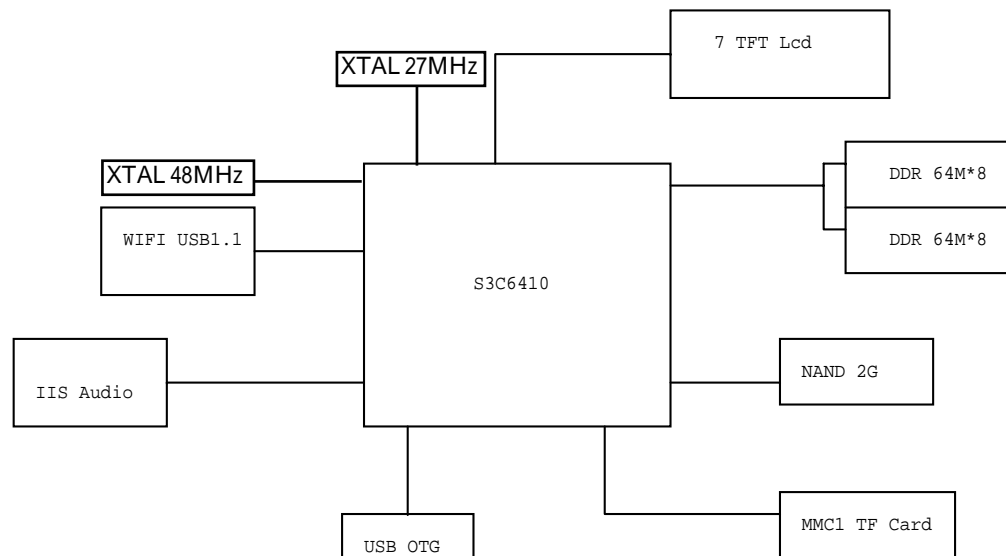 7 TFT Lcd
XTAL 27MHz
XTAL 48MHz
DDR 64M*8
WIFI USB1.1
DDR 64M*8
S3C6410
NAND 2G
IIS Audio
MMC1 TF Card
USB OTG